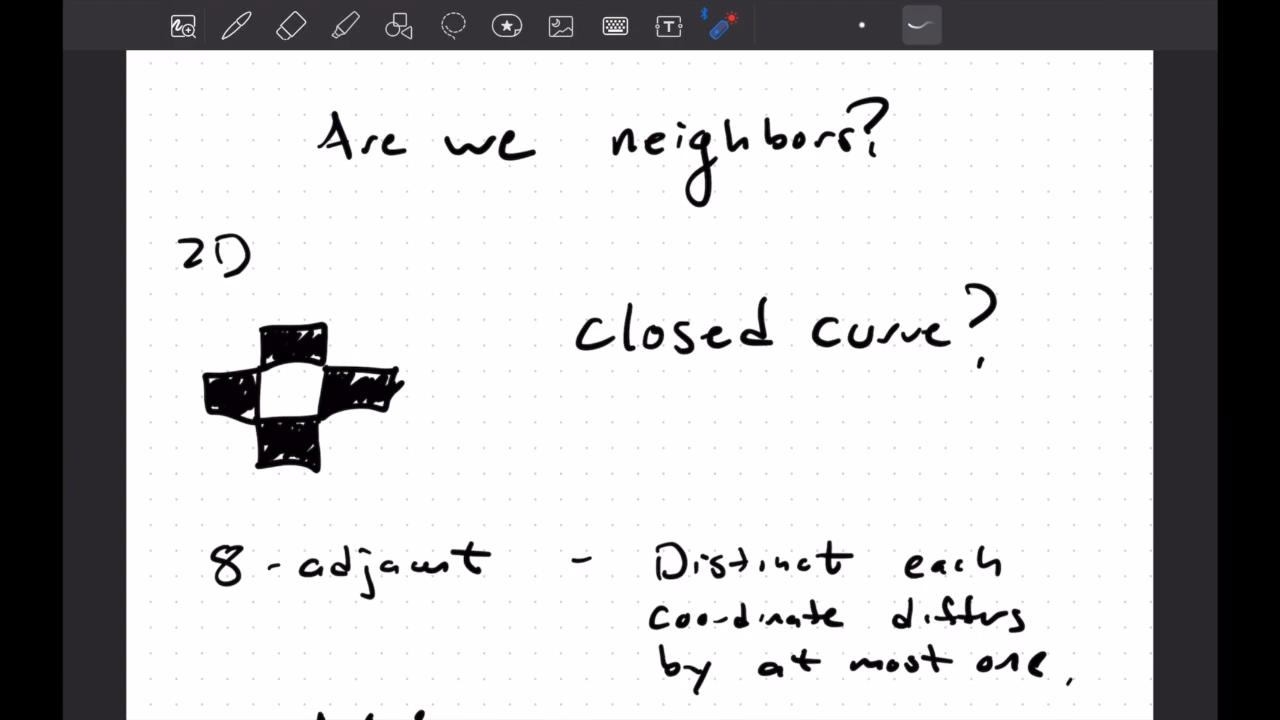 Are we neighbors?
2D
closed curve?
8-adjacent - Distinct each
coordinate differs
by at most one.